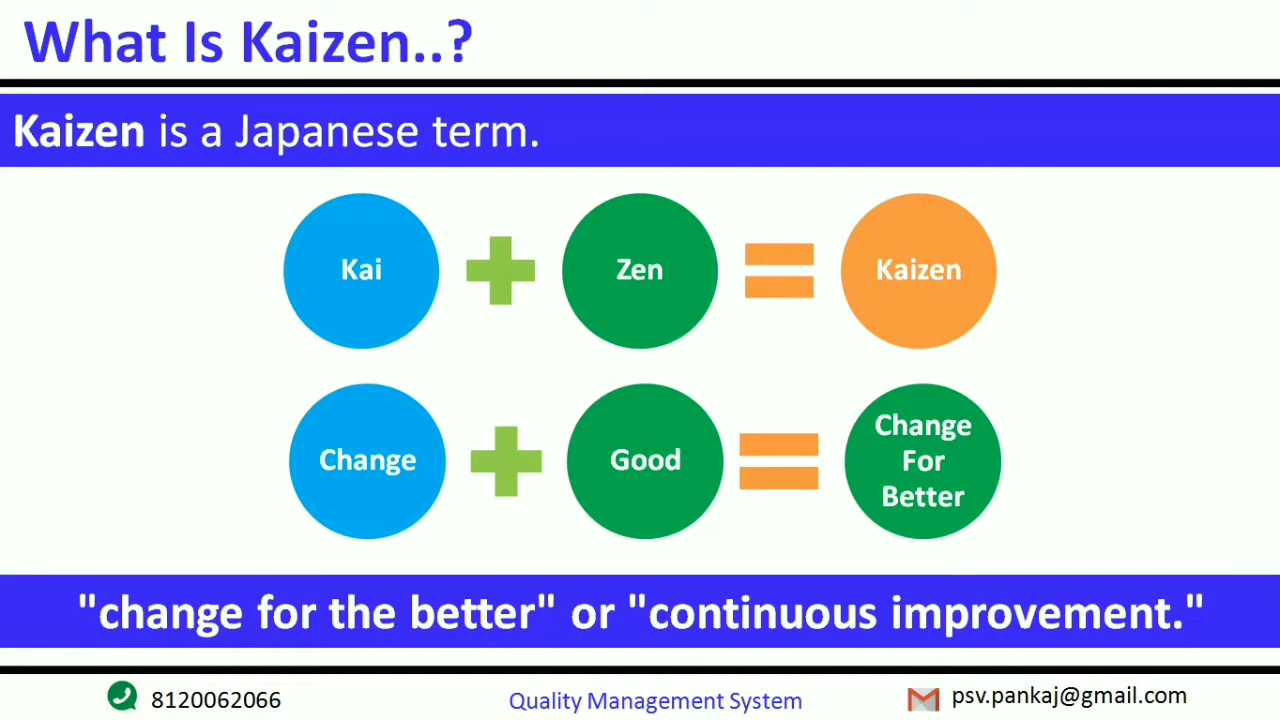 What Is Kaizen..?
Kaizen is a Japanese term.
Kai
Zen
Kaizen
Change
Good
Change
For
Better
"change for the better" or "continuous improvement."
8120062066
Quality Management System
psv.pankaj@gmail.com